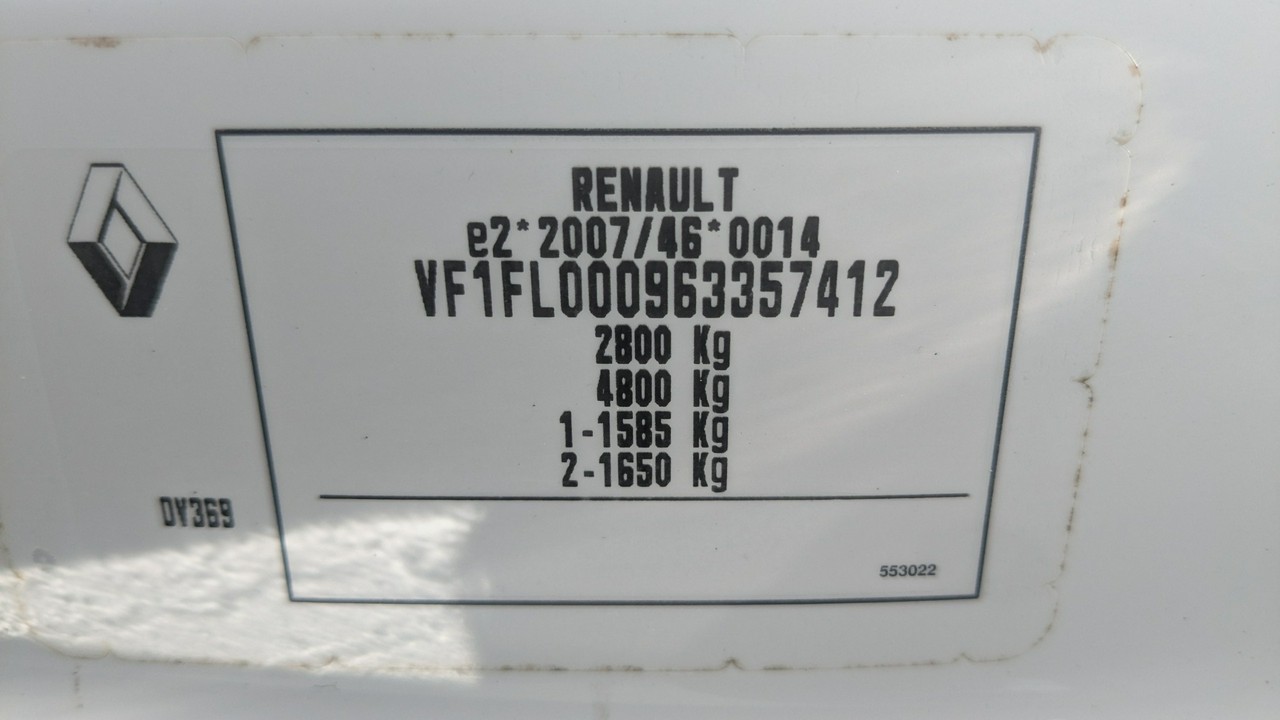 RENAULT
e2*2007/46*0014
VF1FL000963357412
2800 Kg
4800 Kg
1-1585 Kg
2-1650 Kg
DV369
553022